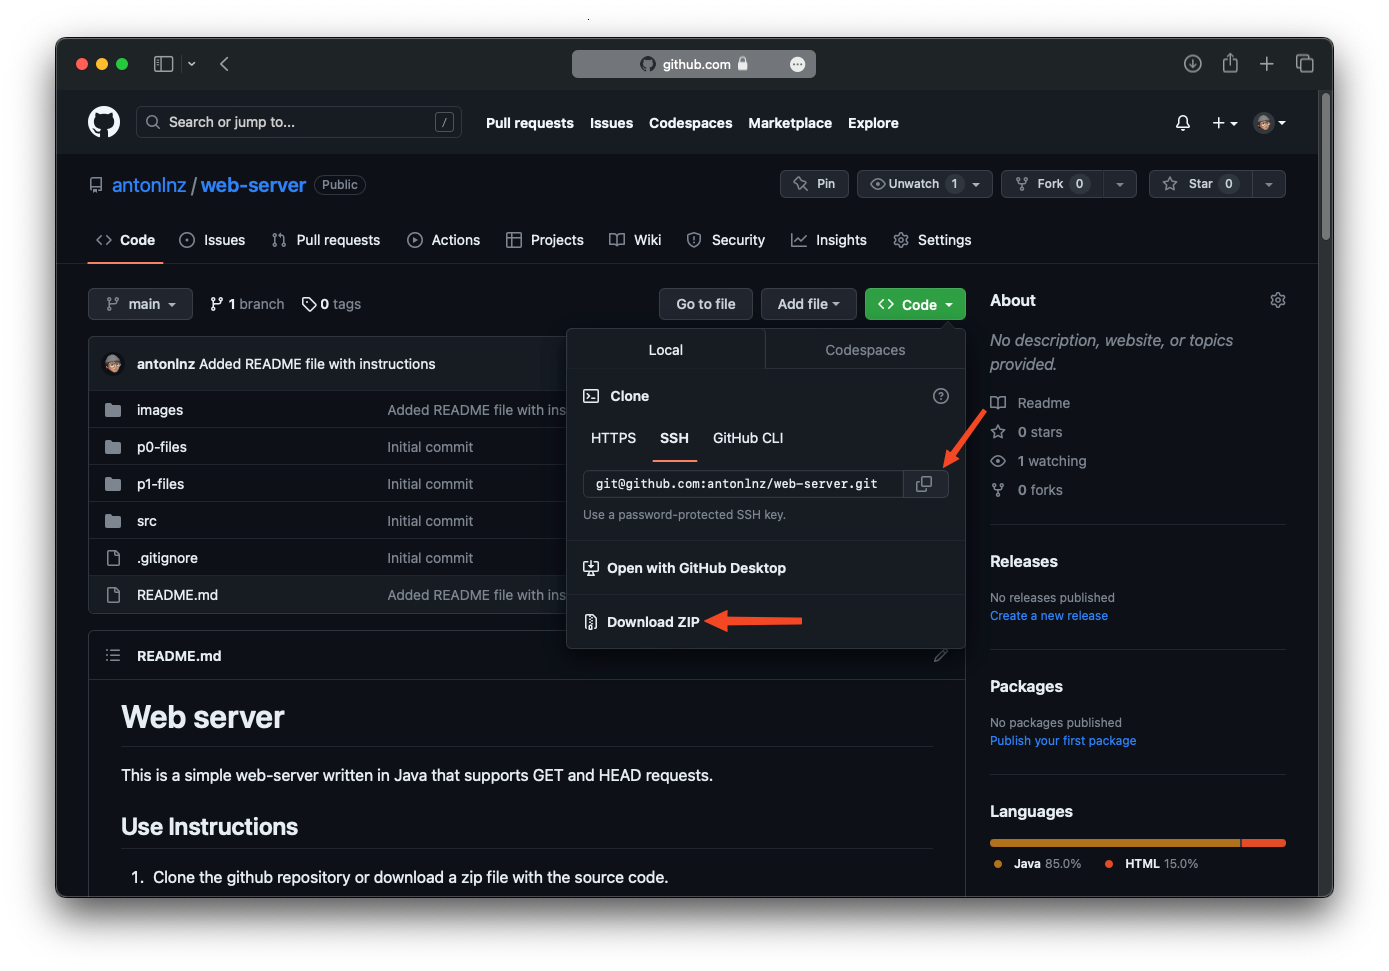 github.com
Search or jump to... /
Pull requests Issues Codespaces Marketplace Explore
antonlnz / web-server Public
Pin Unwatch 1 Fork 0 Star 0
Code Issues Pull requests Actions Projects Wiki Security Insights Settings
main 1 branch 0 tags
Go to file Add file Code
Local Codespaces
Clone
HTTPS SSH GitHub CLI
git@github.com:antonlnz/web-server.git
Use a password-protected SSH key.
Open with GitHub Desktop
Download ZIP
antonlnz Added README file with instructions
images Added README file with ins
p0-files Initial commit
p1-files Initial commit
src Initial commit
.gitignore Initial commit
README.md Added README file with ins
README.md
Web server
This is a simple web-server written in Java that supports GET and HEAD requests.
Use Instructions
1. Clone the github repository or download a zip file with the source code.
About
No description, website, or topics
provided.
Readme
0 stars
1 watching
0 forks
Releases
No releases published
Create a new release
Packages
No packages published
Publish your first package
Languages
Java 85.0% HTML 15.0%